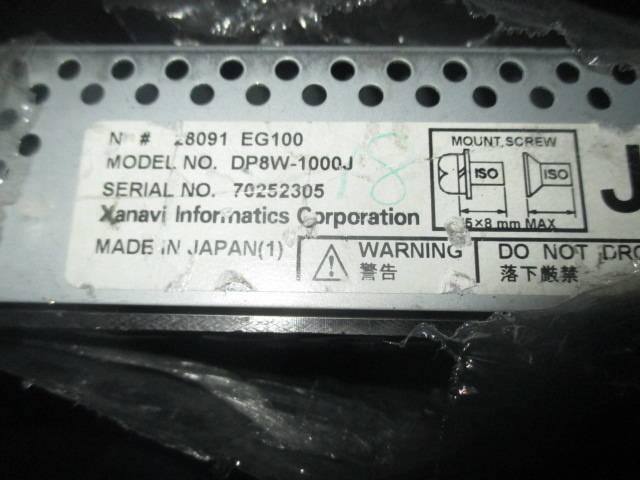 N # 28091 EG100
MODEL NO. DP8W-1000J
SERIAL NO. 70252305
Xanavi Informatics Corporation
MADE IN JAPAN(1)
18
MOUNT. SCREW
ISO ISO
5×8 mm MAX
WARNING
警告
DO NOT DRO
落下厳禁
J